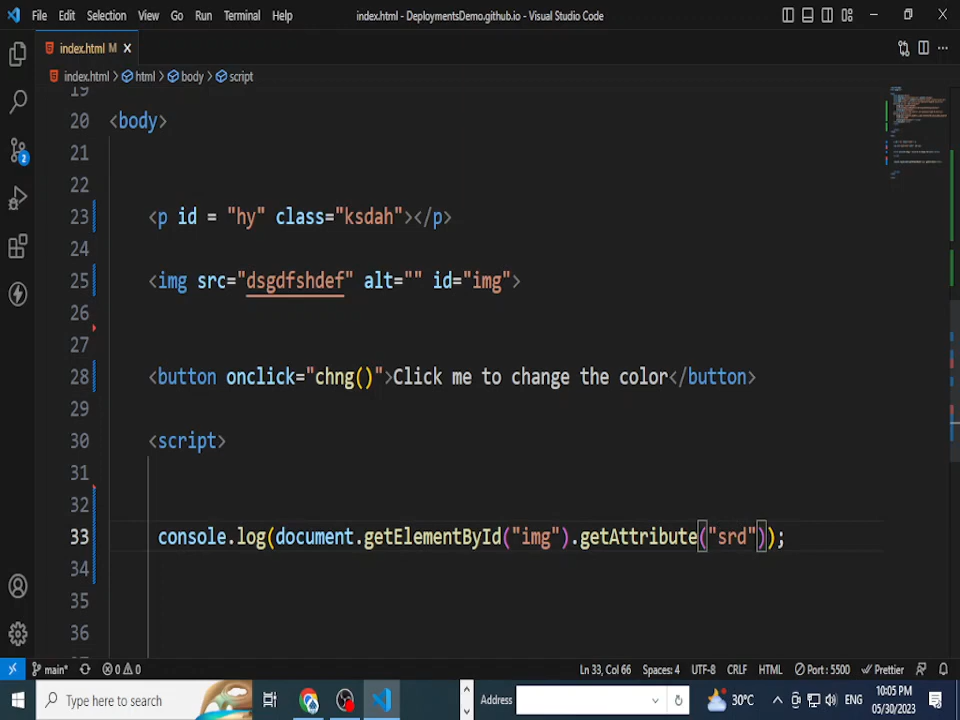 File Edit Selection View Go Run Terminal Help index.html - DeploymentsDemo.github.io - Visual Studio Code
index.html M
index.html > html > body > script
19
20 <body>
21
22
23 <p id = "hy" class="ksdah"></p>
24
25 <img src="dsgdfshdef" alt="" id="img">
26
27
28 <button onclick="chng()">Click me to change the color</button>
29
30 <script>
31
32
33 console.log(document.getElementById("img").getAttribute("srd"));
34
35
36
2
main* 0 0 Ln 33, Col 66 Spaces: 4 UTF-8 CRLF HTML Port : 5500 Prettier
Type here to search Address 30°C ENG 10:05 PM
05/30/2023